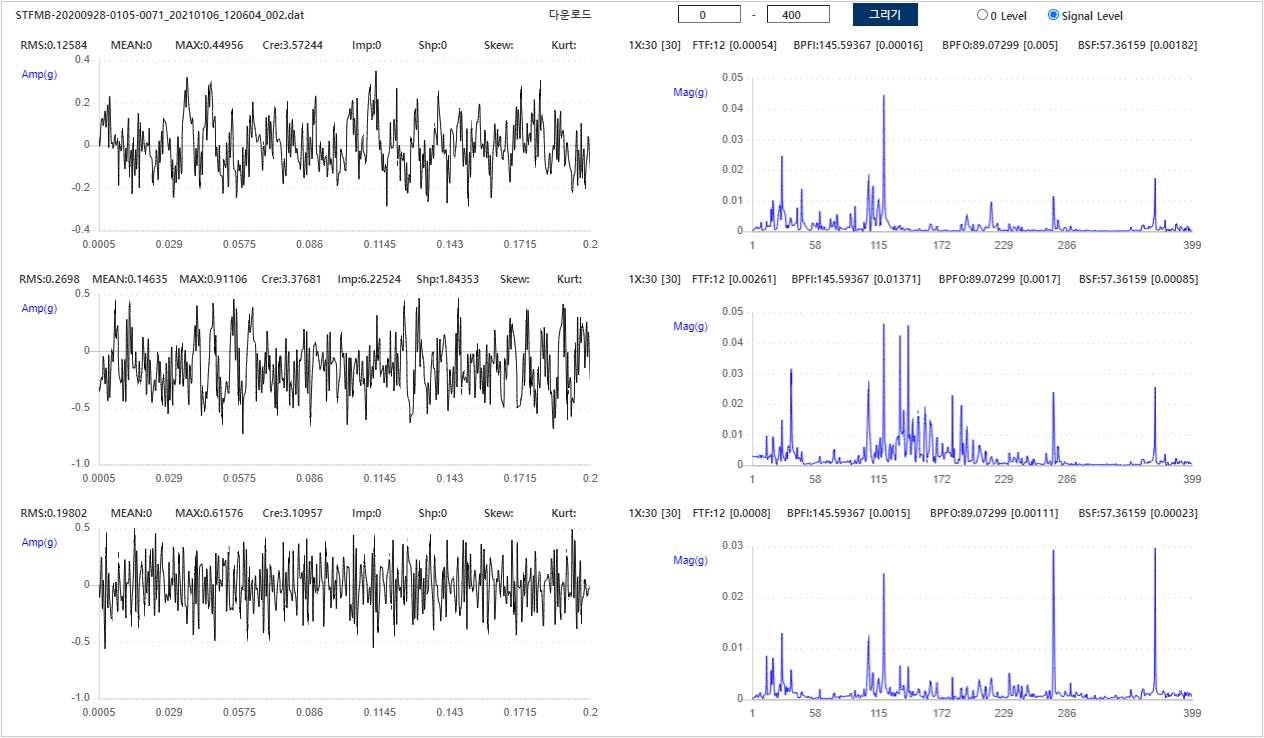 STFMB-20200928-0105-0071_20210106_120604_002.dat 다운로드 0 - 400 그리기 0 Level Signal Level
RMS:0.12584 MEAN:0 MAX:0.44956 Cre:3.57244 Imp:0 Shp:0 Skew: Kurt: 1X:30 [30] FTF:12 [0.00054] BPFI:145.59367 [0.00016] BPFO:89.07299 [0.005] BSF:57.36159 [0.00182]
Amp(g)
0.4
0.2
0
-0.2
-0.4
0.0005 0.029 0.0575 0.086 0.1145 0.143 0.1715 0.2
Mag(g)
0.05
0.04
0.03
0.02
0.01
0
1 58 115 172 229 286 399
RMS:0.2698 MEAN:0.14635 MAX:0.91106 Cre:3.37681 Imp:6.22524 Shp:1.84353 Skew: Kurt: 1X:30 [30] FTF:12 [0.00261] BPFI:145.59367 [0.01371] BPFO:89.07299 [0.0017] BSF:57.36159 [0.00085]
Amp(g)
0.5
0
-0.5
-1.0
0.0005 0.029 0.0575 0.086 0.1145 0.143 0.1715 0.2
Mag(g)
0.05
0.04
0.03
0.02
0.01
0
1 58 115 172 229 286 399
RMS:0.19802 MEAN:0 MAX:0.61576 Cre:3.10957 Imp:0 Shp:0 Skew: Kurt: 1X:30 [30] FTF:12 [0.0008] BPFI:145.59367 [0.0015] BPFO:89.07299 [0.00111] BSF:57.36159 [0.00023]
Amp(g)
0.5
0
-0.5
-1.0
0.0005 0.029 0.0575 0.086 0.1145 0.143 0.1715 0.2
Mag(g)
0.03
0.02
0.01
0
1 58 115 172 229 286 399